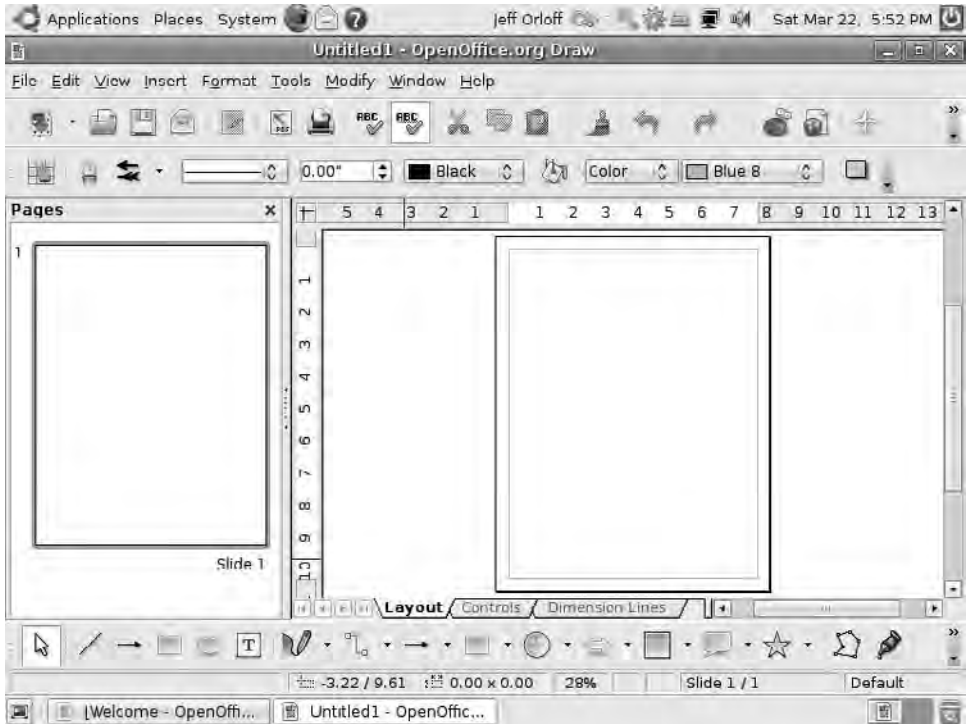 Applications Places System Jeff Orloff Sat Mar 22, 5:52 PM
Untitled1 - OpenOffice.org Draw
File Edit View Insert Format Tools Modify Window Help
PDF ABC ABC »
0.00" Black Color Blue 8
Pages x
5 4 3 2 1 1 2 3 4 5 6 7 8 9 10 11 12 13
1
1
2
3
4
5
6
7
8
9
10
Slide 1
Layout Controls Dimension Lines
T »
-3.22 / 9.61 0.00 x 0.00 28% Slide 1 / 1 Default
[Welcome - OpenOffi... Untitled1 - OpenOffic...